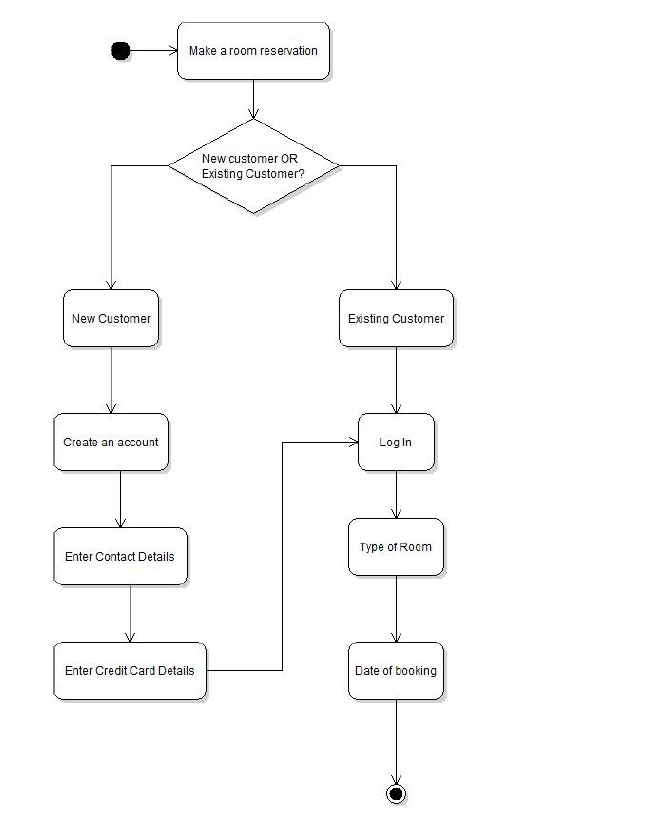 Make a room reservation
New customer OR
Existing Customer?
New Customer
Existing Customer
Create an account
Log In
Enter Contact Details
Type of Room
Enter Credit Card Details
Date of booking